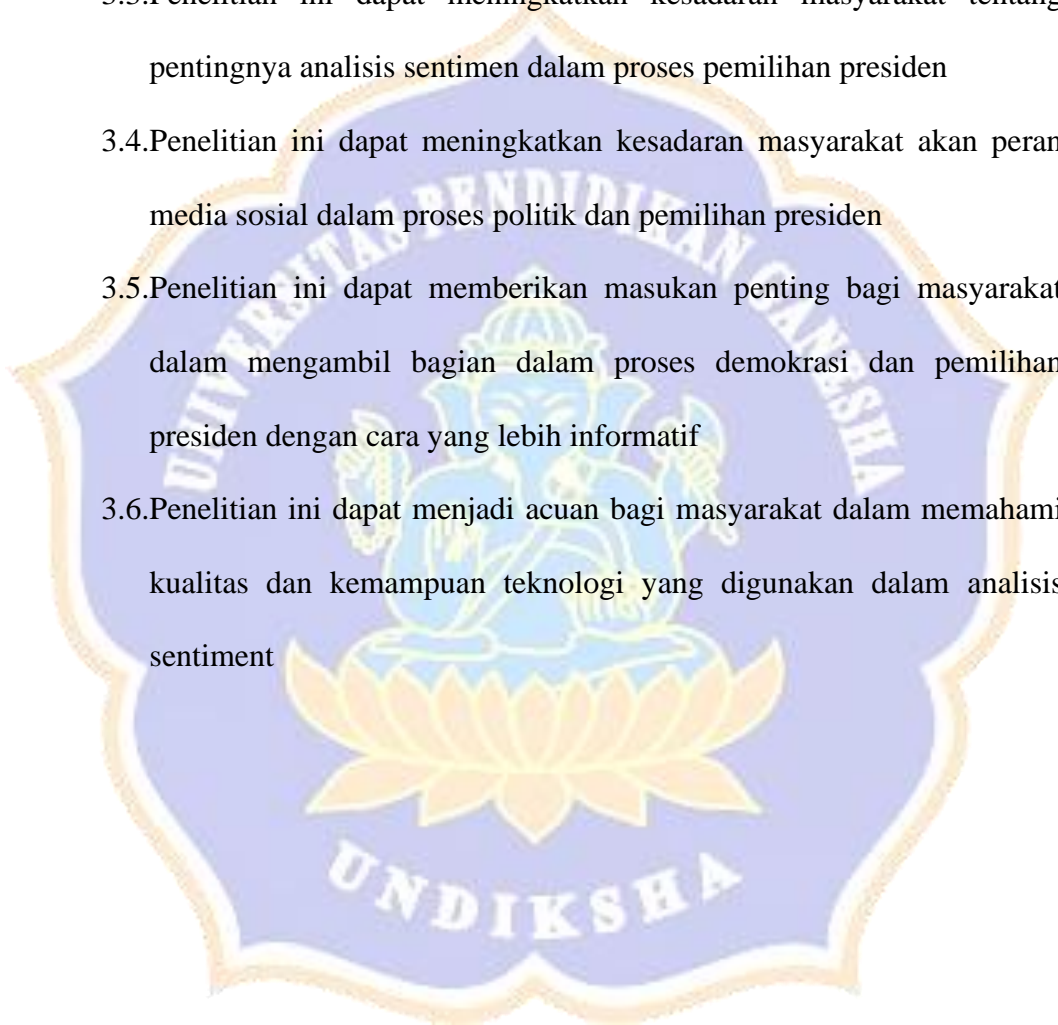 3.3.Penelitian ini dapat meningkatkan kesadaran masyarakat tentang
pentingnya analisis sentimen dalam proses pemilihan presiden
3.4.Penelitian ini dapat meningkatkan kesadaran masyarakat akan peran
media sosial dalam proses politik dan pemilihan presiden
3.5.Penelitian ini dapat memberikan masukan penting bagi masyarakat
dalam mengambil bagian dalam proses demokrasi dan pemilihan
presiden dengan cara yang lebih informatif
3.6.Penelitian ini dapat menjadi acuan bagi masyarakat dalam memahami
kualitas dan kemampuan teknologi yang digunakan dalam analisis
sentiment
UNIVERSITAS PENDIDIKAN GANESHA
UNDIKSHA